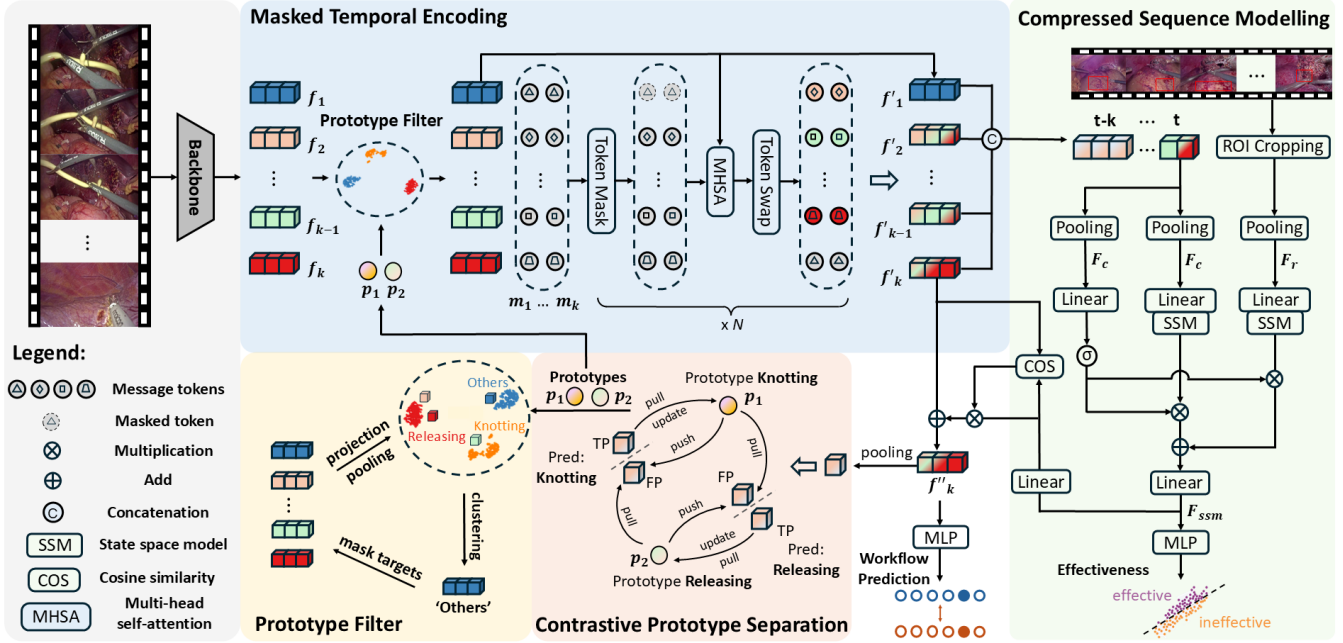 Masked Temporal Encoding
Compressed Sequence Modelling
Backbone
f₁
f₂
⋮
fₖ₋₁
fₖ
Prototype Filter
p₁ p₂
m₁ … mₖ
Token Mask
MHSA
Token Swap
x N
f'₁
f'₂
⋮
f'ₖ₋₁
f'ₖ
C
t-k … t
ROI Cropping
Pooling
Pooling
Pooling
F_c
F_c
F_r
Linear
Linear
Linear
SSM
SSM
σ
COS
Linear
Linear
F_ssm
MLP
Effectiveness
effective
ineffective
Legend:
Message tokens
Masked token
Multiplication
Add
C
Concatenation
SSM
State space model
COS
Cosine similarity
MHSA
Multi-head
self-attention
Others
Releasing
Knotting
projection
pooling
clustering
mask targets
'Others'
Prototype Filter
Prototypes
p₁ p₂
Prototype Knotting
p₁
pull
update
push
pull
TP
Pred:
Knotting
FP
FP
TP
pull
push
update
pull
Pred:
Releasing
p₂
Prototype Releasing
Contrastive Prototype Separation
pooling
f''ₖ
MLP
Workflow
Prediction